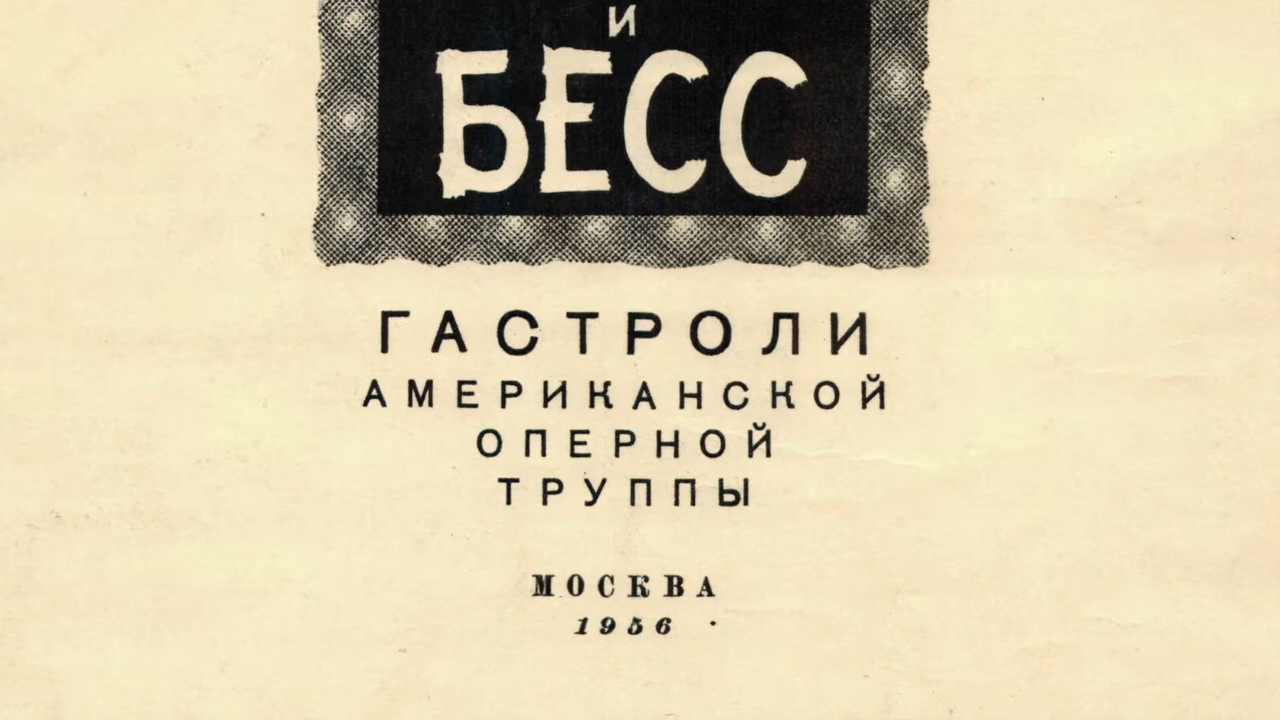 И
БЕСС
ГАСТРОЛИ
АМЕРИКАНСКОЙ
ОПЕРНОЙ
ТРУППЫ
МОСКВА
1956